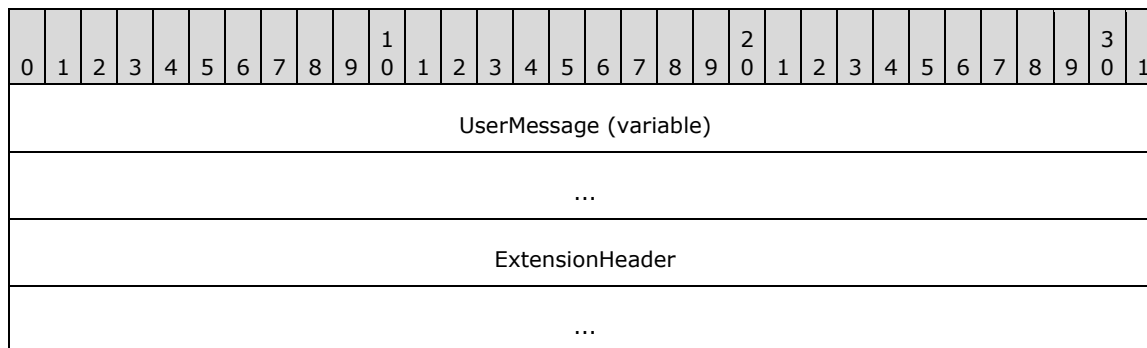 1 2 3
0 1 2 3 4 5 6 7 8 9 0 1 2 3 4 5 6 7 8 9 0 1 2 3 4 5 6 7 8 9 0 1
UserMessage (variable)
...
ExtensionHeader
...